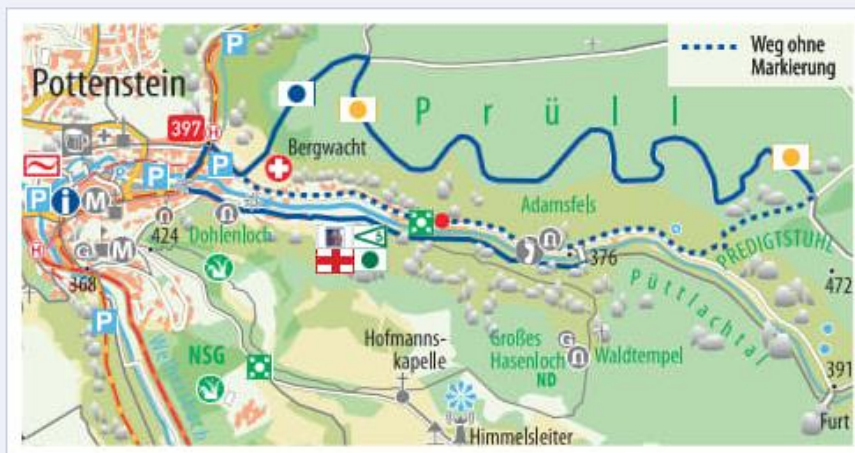 Weg ohne
Markierung
Pottenstein
P
P r ü l l
397
H
P
Bergwacht
P
P
i
M
Adamsfels
424
Dohlenloch
376
G
M
H
368
PREDIGTSTUHL
472
Püttlachtal
P
Hofmanns-
kapelle
Großes
Hasenloch
ND
G
Waldtempel
NSG
391
Furt
Himmelsleiter